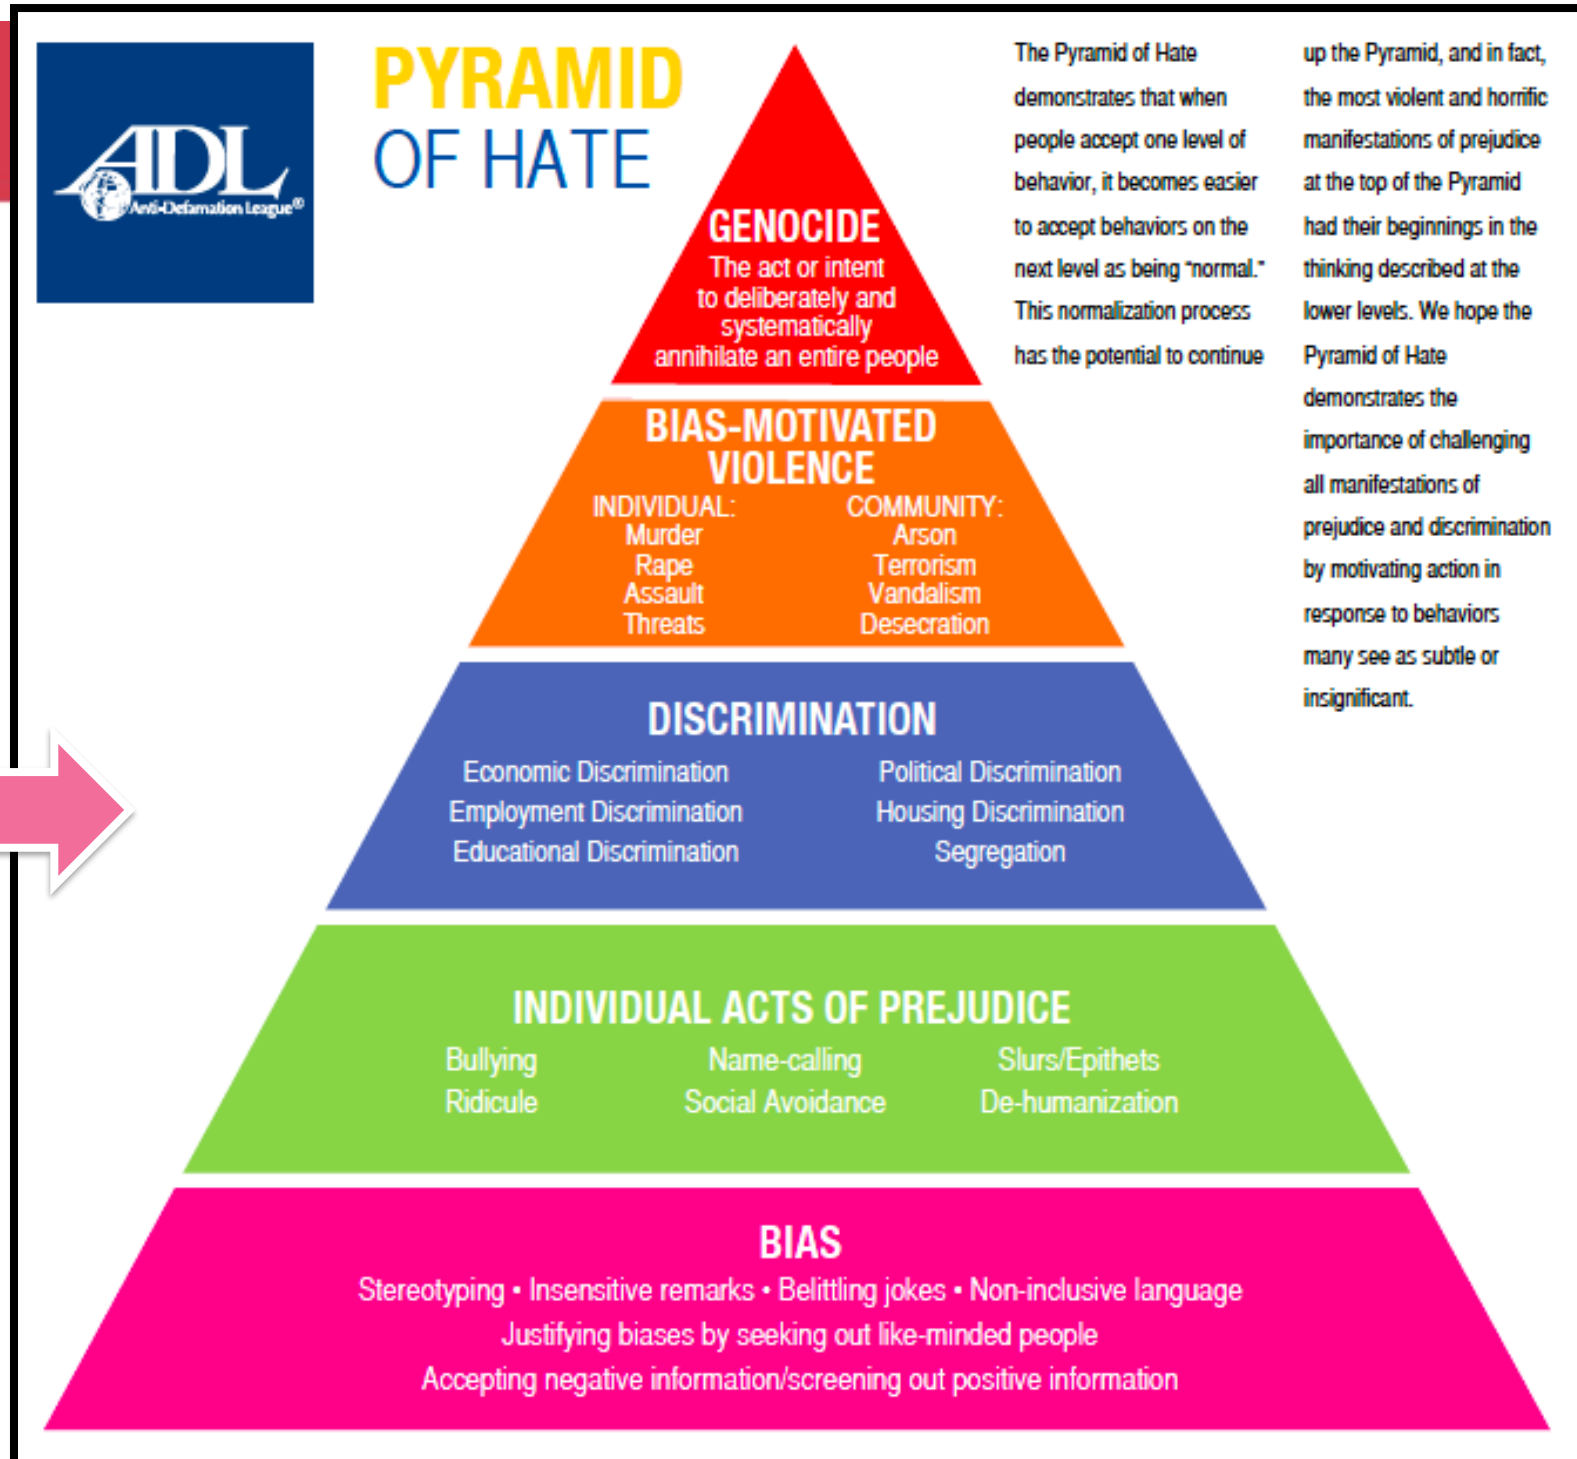 ADL
Anti-Defamation League®
PYRAMID
OF HATE
The Pyramid of Hate
demonstrates that when
people accept one level of
behavior, it becomes easier
to accept behaviors on the
next level as being “normal.”
This normalization process
has the potential to continue
up the Pyramid, and in fact,
the most violent and horrific
manifestations of prejudice
at the top of the Pyramid
had their beginnings in the
thinking described at the
lower levels. We hope the
Pyramid of Hate
demonstrates the
importance of challenging
all manifestations of
prejudice and discrimination
by motivating action in
response to behaviors
many see as subtle or
insignificant.
GENOCIDE
The act or intent
to deliberately and
systematically
annihilate an entire people
BIAS-MOTIVATED
VIOLENCE
INDIVIDUAL:
Murder
Rape
Assault
Threats
COMMUNITY:
Arson
Terrorism
Vandalism
Desecration
DISCRIMINATION
Economic Discrimination
Employment Discrimination
Educational Discrimination
Political Discrimination
Housing Discrimination
Segregation
INDIVIDUAL ACTS OF PREJUDICE
Bullying Name-calling Slurs/Epithets
Ridicule Social Avoidance De-humanization
BIAS
Stereotyping • Insensitive remarks • Belittling jokes • Non-inclusive language
Justifying biases by seeking out like-minded people
Accepting negative information/screening out positive information